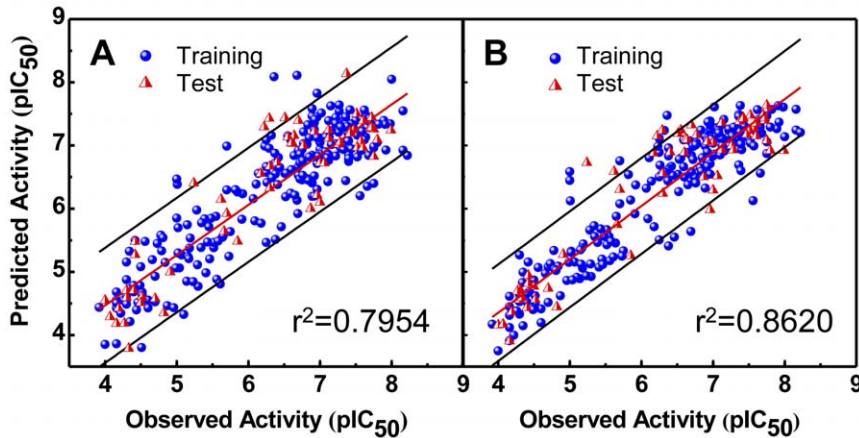 A
Training
Test
r²=0.7954
B
Training
Test
r²=0.8620
Predicted Activity (pIC₅₀)
9
8
7
6
5
4
4 5 6 7 8 9
4 5 6 7 8 9
Observed Activity (pIC₅₀)
Observed Activity (pIC₅₀)